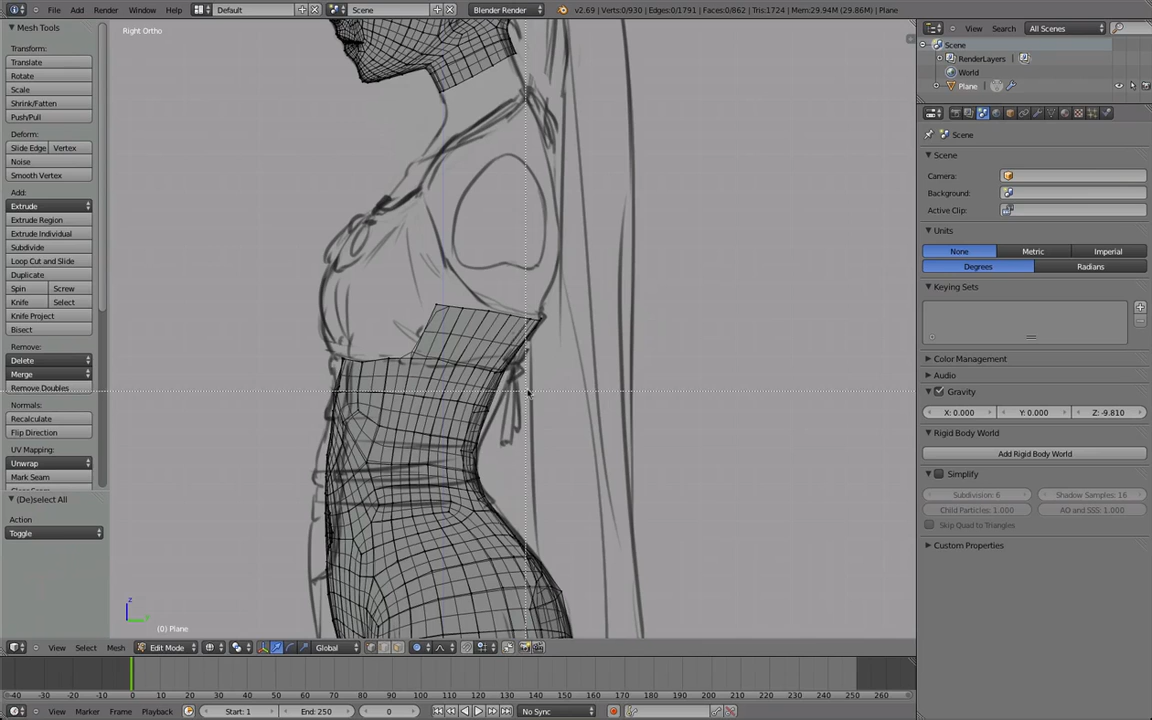 File Add Render Window Help Default Scene Blender Render v2.69 | Verts:0/930 | Edges:0/1791 | Faces:0/862 | Tris:1724 | Mem:29.94M (29.86M) | Plane
Mesh Tools
Transform:
Translate
Rotate
Scale
Shrink/Fatten
Push/Pull
Deform:
Slide Edge Vertex
Noise
Smooth Vertex
Add:
Extrude
Extrude Region
Extrude Individual
Subdivide
Loop Cut and Slide
Duplicate
Spin Screw
Knife Select
Knife Project
Bisect
Remove:
Delete
Merge
Remove Doubles
Normals:
Recalculate
Flip Direction
UV Mapping:
Unwrap
Mark Seam
(De)select All
Action
Toggle
Right Ortho
z
(0) Plane
View Select Mesh Edit Mode Global
View Search All Scenes
Scene
RenderLayers
World
Plane
Scene
Scene
Camera:
Background:
Active Clip:
Units
None Metric Imperial
Degrees Radians
Keying Sets
Color Management
Audio
Gravity
X: 0.000 Y: 0.000 Z: -9.810
Rigid Body World
Add Rigid Body World
Simplify
Subdivision: 6 Shadow Samples: 16
Child Particles: 1.000 AO and SSS: 1.000
Skip Quad to Triangles
Custom Properties
-40 -30 -20 -10 0 10 20 30 40 50 60 70 80 90 100 110 120 130 140 150 160 170 180 190 200 210 220 230 240 250 260
View Marker Frame Playback Start: 1 End: 250 0 No Sync